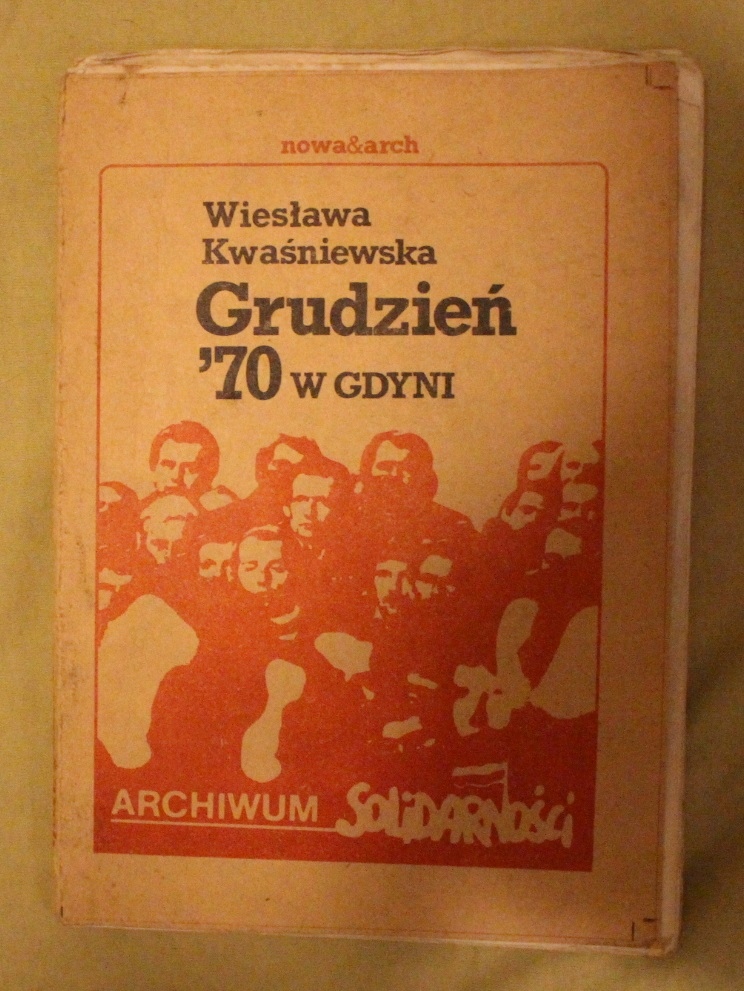 nowa&arch
Wiesława
Kwaśniewska
Grudzień
'70 W GDYNI
ARCHIWUM SOLIDARNOŚCI